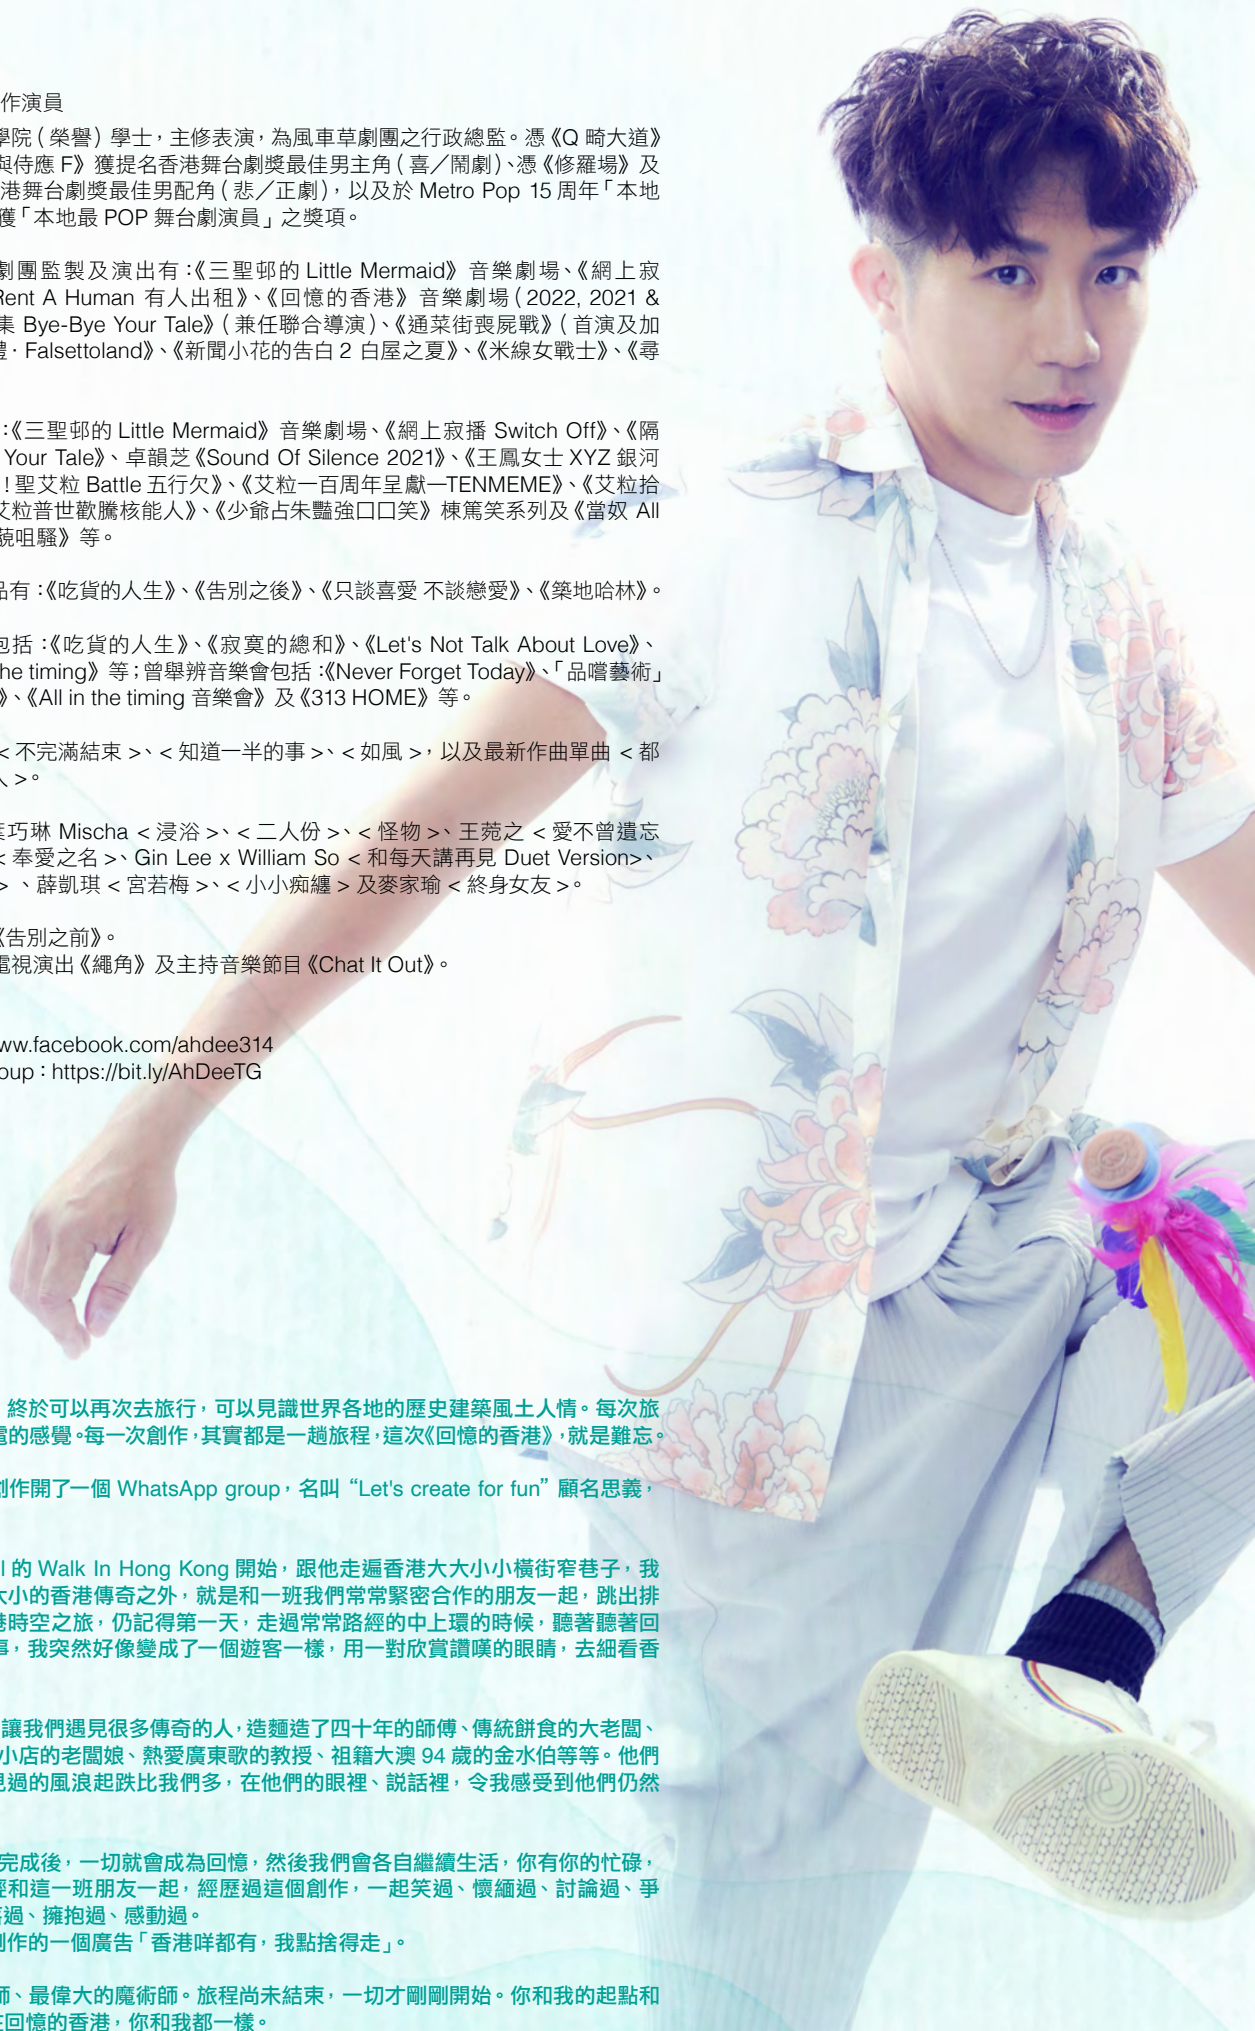 作演員
學院（榮譽）學士，主修表演，為風車草劇團之行政總監。憑《Q 畸大道》
與侍應 F》獲提名香港舞台劇獎最佳男主角（喜／鬧劇）、憑《修羅場》及
港舞台劇獎最佳男配角（悲／正劇），以及於 Metro Pop 15 周年「本地
獲「本地最 POP 舞台劇演員」之獎項。
劇團監製及演出有：《三聖邨的 Little Mermaid》音樂劇場、《網上寂
Rent A Human 有人出租》、《回憶的香港》音樂劇場（2022, 2021 &
集 Bye-Bye Your Tale》（兼任聯合導演）、《通菜街喪屍戰》（首演及加
豊．Falsettoland》、《新聞小花的告白 2 白屋之夏》、《米線女戰士》、《尋
：《三聖邨的 Little Mermaid》音樂劇場、《網上寂播 Switch Off》、《隔
Your Tale》、卓韻芝《Sound Of Silence 2021》、《王鳳女士 XYZ 銀河
！聖艾粒 Battle 五行欠》、《艾粒一百周年呈獻—TENMEME》、《艾粒拾
艾粒普世歡騰核能人》、《少爺占朱豔強口口笑》棟篤笑系列及《當奴 All
藐咀騷》等。
品有：《吃貨的人生》、《告別之後》、《只談喜愛 不談戀愛》、《築地哈林》。
包括：《吃貨的人生》、《寂寞的總和》、《Let's Not Talk About Love》、
he timing》等；曾舉辦音樂會包括：《Never Forget Today》、「品嚐藝術」
》、《All in the timing 音樂會》及《313 HOME》等。
< 不完滿結束 >、< 知道一半的事 >、< 如風 >，以及最新作曲單曲 < 都
人 >。
葉巧琳 Mischa < 浸浴 >、< 二人份 >、< 怪物 >、王菀之 < 愛不曾遺忘
< 奉愛之名 >、Gin Lee x William So < 和每天講再見 Duet Version>、
> 、薛凱琪 < 宮若梅 >、< 小小痴纏 > 及麥家瑜 < 終身女友 >。
《告別之前》。
電視演出《繩角》及主持音樂節目《Chat It Out》。
ww.facebook.com/ahdee314
oup：https://bit.ly/AhDeeTG
，終於可以再次去旅行，可以見識世界各地的歷史建築風土人情。每次旅
電的感覺。每一次創作，其實都是一趟旅程，這次《回憶的香港》，就是難忘。
創作開了一個 WhatsApp group，名叫 “Let's create for fun” 顧名思義，
l 的 Walk In Hong Kong 開始，跟他走遍香港大大小小橫街窄巷子，我
大小的香港傳奇之外，就是和一班我們常常緊密合作的朋友一起，跳出排
港時空之旅，仍記得第一天，走過常常路經的中上環的時候，聽著聽著回
事，我突然好像變成了一個遊客一樣，用一對欣賞讚嘆的眼睛，去細看香
讓我們遇見很多傳奇的人，造麵造了四十年的師傅、傳統餅食的大老闆、
小店的老闆娘、熱愛廣東歌的教授、祖籍大澳 94 歲的金水伯等等。他們
見過的風浪起跌比我們多，在他們的眼裡、說話裡，令我感受到他們仍然
完成後，一切就會成為回憶，然後我們會各自繼續生活，你有你的忙碌，
經和這一班朋友一起，經歷過這個創作，一起笑過、懷緬過、討論過、爭
過、擁抱過、感動過。
創作的一個廣告「香港咩都有，我點捨得走」。
師、最偉大的魔術師。旅程尚未結束，一切才剛剛開始。你和我的起點和
在回憶的香港，你和我都一樣。